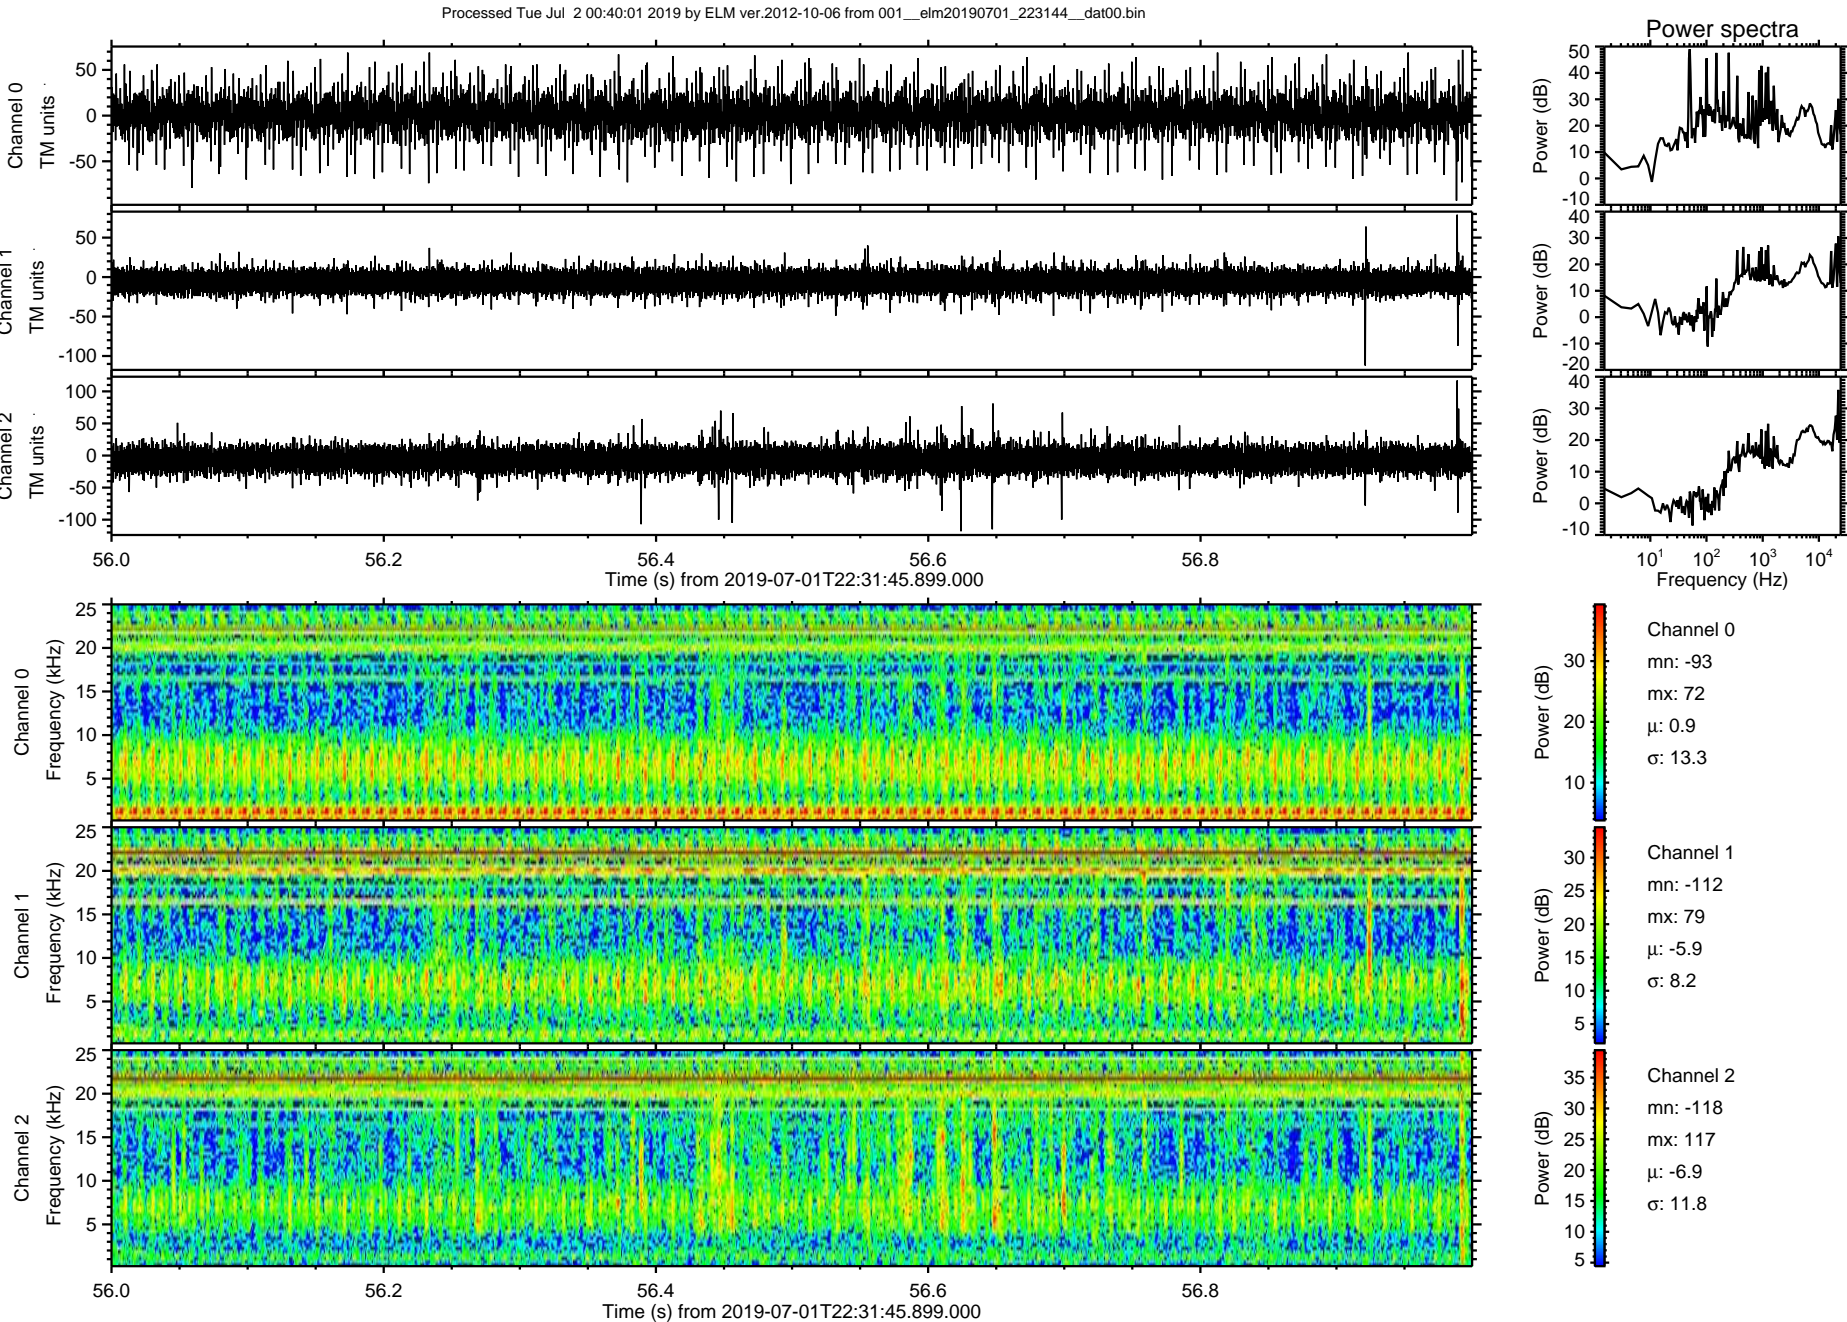 Processed Tue Jul  2 00:40:01 2019 by ELM ver.2012-10-06 from 001__elm20190701_223144__dat00.bin
Power spectra
Channel 0
TM units
50
0
-50
Power (dB)
50
40
30
20
10
0
-10
Channel 1
TM units
50
0
-50
-100
Power (dB)
40
30
20
10
0
-10
-20
Channel 2
TM units
100
50
0
-50
-100
Power (dB)
40
30
20
10
0
-10
56.0 56.2 56.4 56.6 56.8
Time (s) from 2019-07-01T22:31:45.899.000
10^1 10^2 10^3 10^4
Frequency (Hz)
Channel 0
Frequency (kHz)
25
20
15
10
5
Power (dB)
30
20
10
Channel 0
mn: -93
mx: 72
μ: 0.9
σ: 13.3
Channel 1
Frequency (kHz)
25
20
15
10
5
Power (dB)
30
25
20
15
10
5
Channel 1
mn: -112
mx: 79
μ: -5.9
σ: 8.2
Channel 2
Frequency (kHz)
25
20
15
10
5
Power (dB)
35
30
25
20
15
10
5
Channel 2
mn: -118
mx: 117
μ: -6.9
σ: 11.8
56.0 56.2 56.4 56.6 56.8
Time (s) from 2019-07-01T22:31:45.899.000